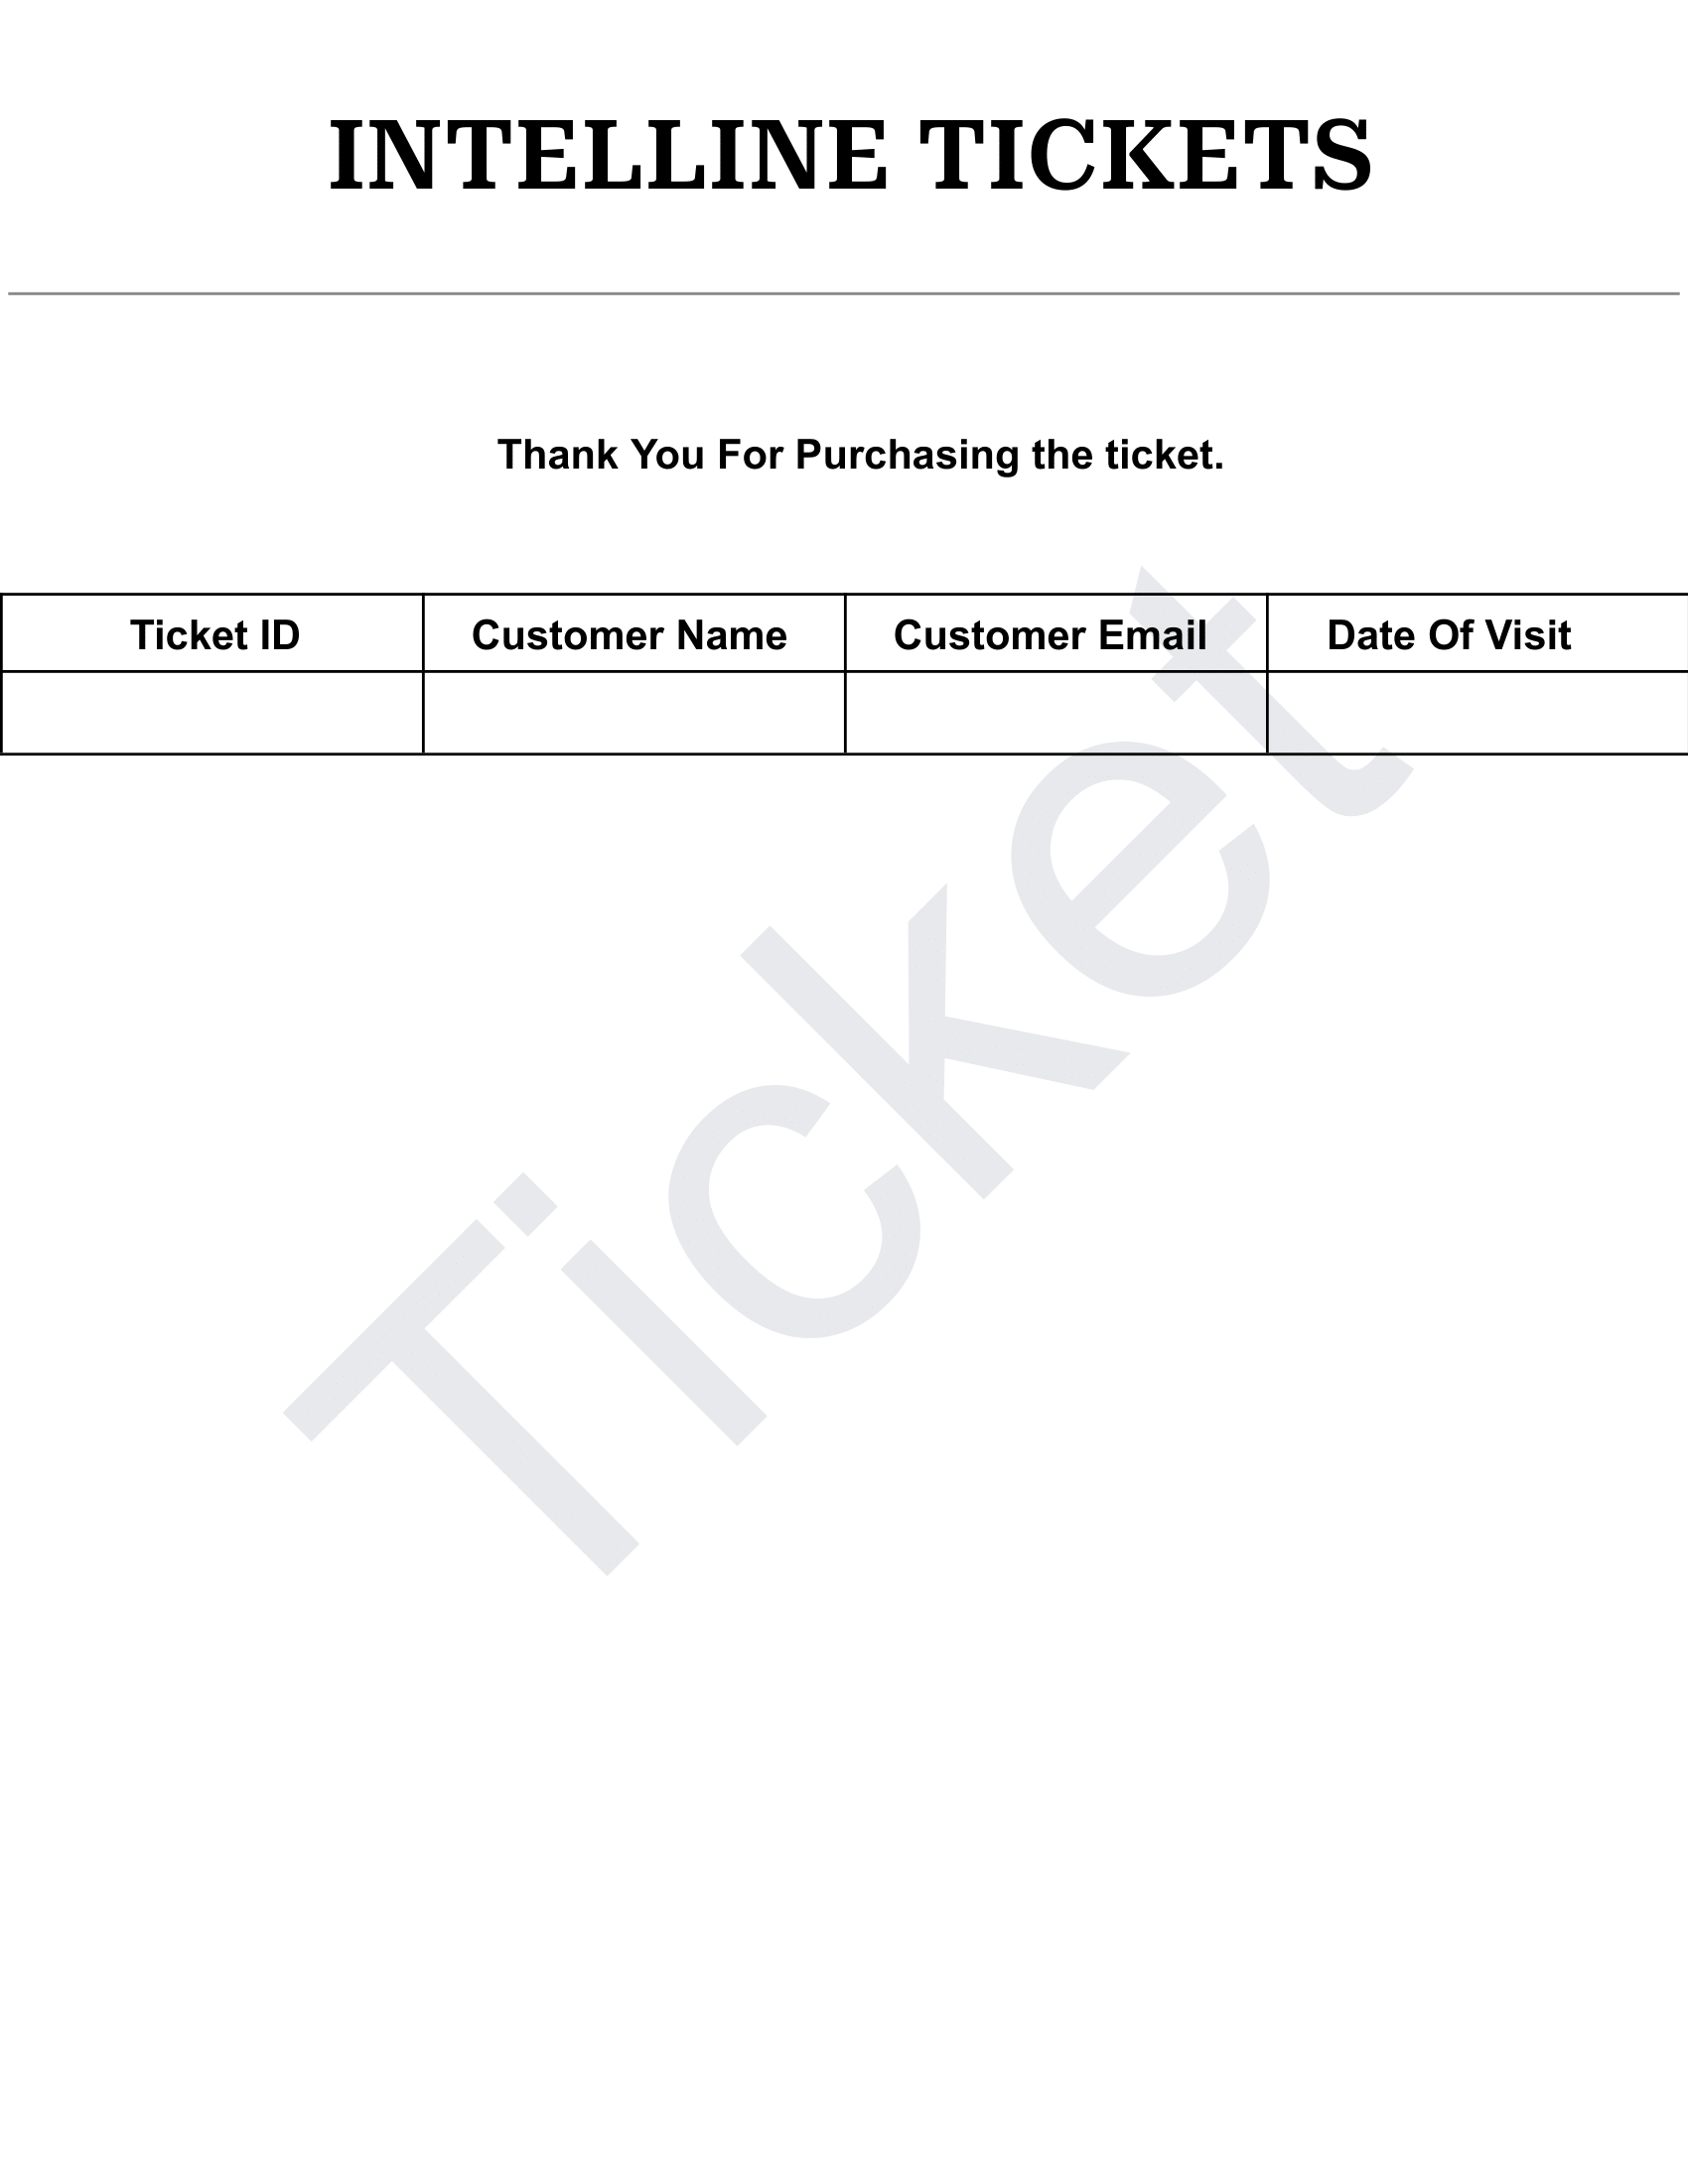 INTELLINE TICKETS
Thank You For Purchasing the ticket.
Ticket ID Customer Name Customer Email Date Of Visit
Ticket